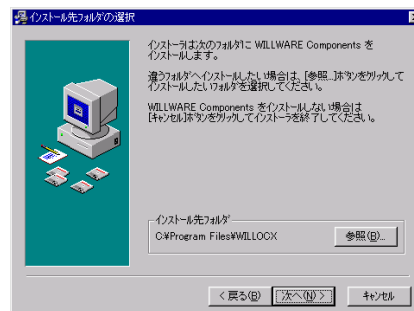 インストール先フォルダの選択
インストーラは次のフォルダに WILLWARE Components を
インストールします。
違うフォルダへインストールしたい場合は、[参照...]ボタンをクリックして
インストールしたいフォルダを選択してください。
WILLWARE Components をインストールしない場合は
[キャンセル]ボタンをクリックしてインストーラを終了してください。
インストール先フォルダ
C:¥Program Files¥WILLOCX
参照(B)...
< 戻る(B)
次へ(N) >
キャンセル